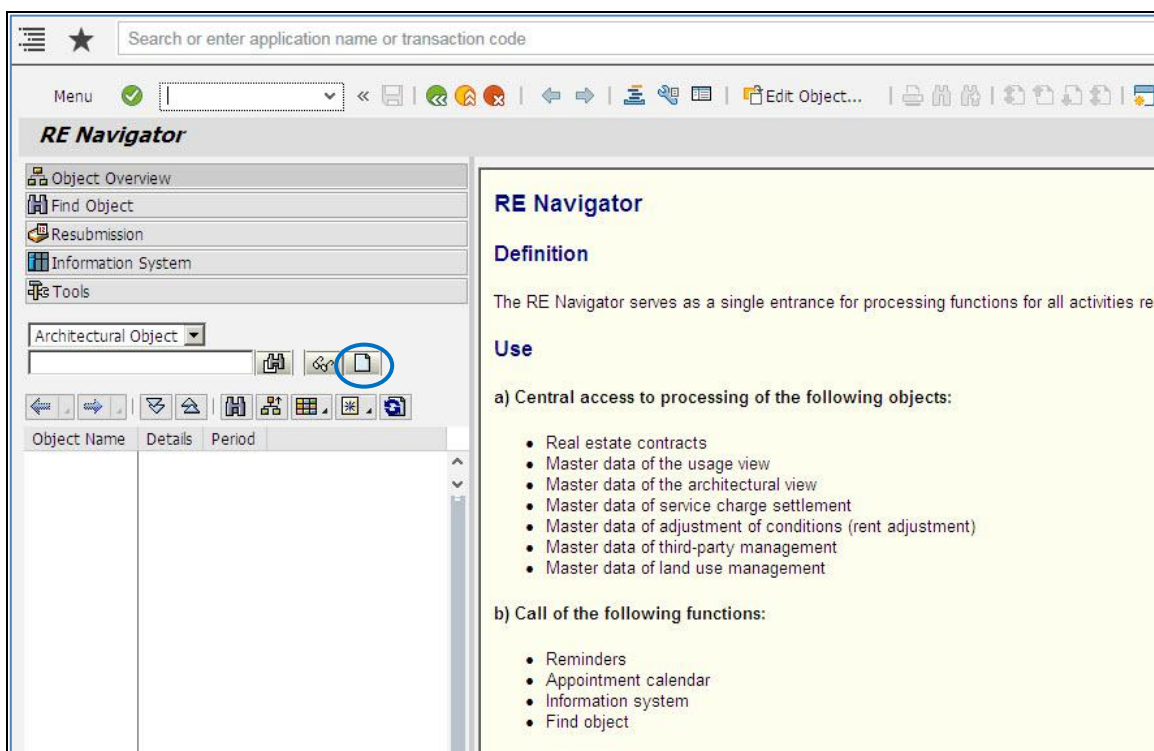 Search or enter application name or transaction code
Menu
Edit Object...
RE Navigator
Object Overview
Find Object
Resubmission
Information System
Tools
Architectural Object
Object Name Details Period
RE Navigator
Definition
The RE Navigator serves as a single entrance for processing functions for all activities re
Use
a) Central access to processing of the following objects:
Real estate contracts
Master data of the usage view
Master data of the architectural view
Master data of service charge settlement
Master data of adjustment of conditions (rent adjustment)
Master data of third-party management
Master data of land use management
b) Call of the following functions:
Reminders
Appointment calendar
Information system
Find object